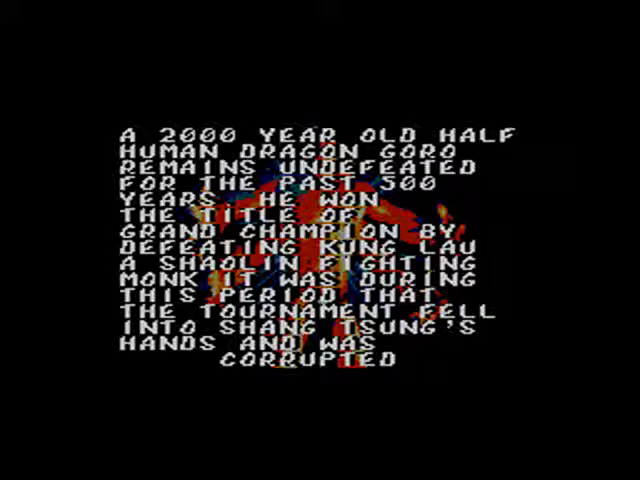 A 2000 YEAR OLD HALF
HUMAN DRAGON GORO
REMAINS UNDEFEATED
FOR THE PAST 500
YEARS HE WON
THE TITLE OF
GRAND CHAMPION BY
DEFEATING KUNG LAU
A SHAOLIN FIGHTING
MONK IT WAS DURING
THIS PERIOD THAT
THE TOURNAMENT FELL
INTO SHANG TSUNG'S
HANDS AND WAS
CORRUPTED